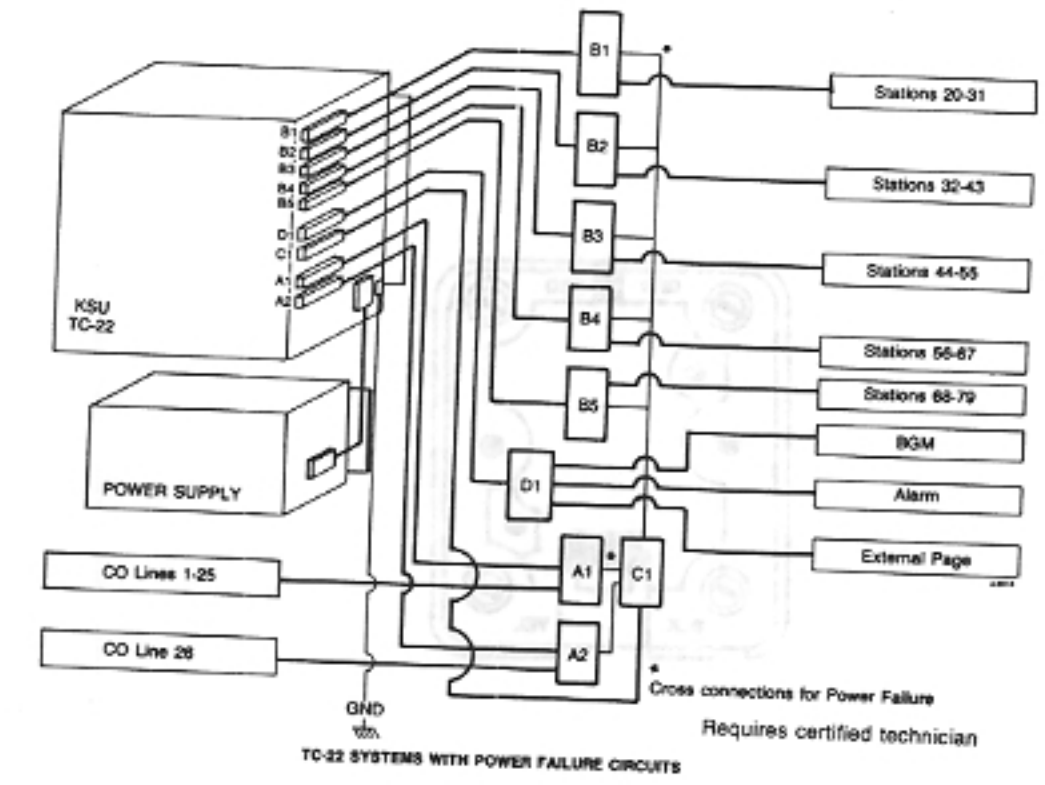 B1
*
Stations 20-31
B1
B2
B3
B4
B5
D1
C
A1
A2
B2
Stations 32-43
B3
Stations 44-55
KSU
TC-22
B4
Stations 56-67
B5
Stations 68-79
BGM
POWER SUPPLY
D1
Alarm
External Page
CO Lines 1-25
A1
*
C1
CO Line 26
A2
*
Cross connections for Power Failure
GND
Requires certified technician
TC-22 SYSTEMS WITH POWER FAILURE CIRCUITS